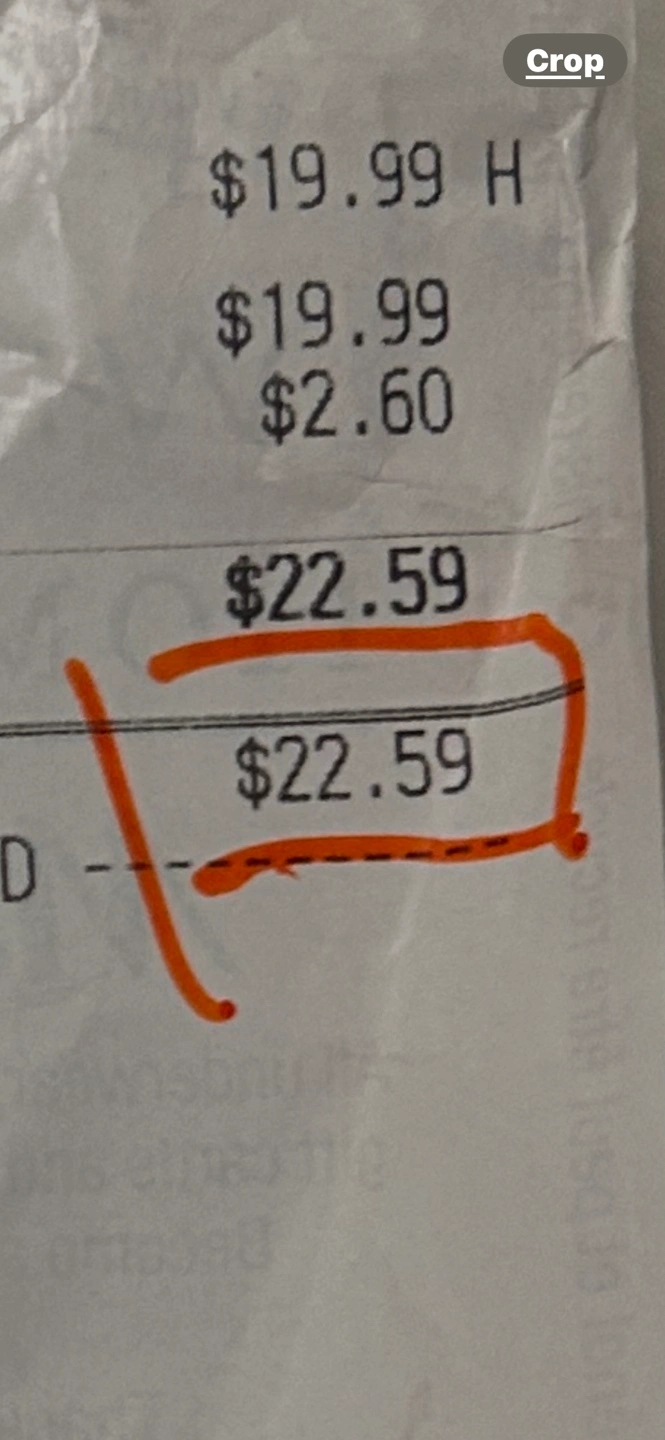 Crop
$19.99 H
$19.99
$2.60
$22.59
$22.59
D -----------